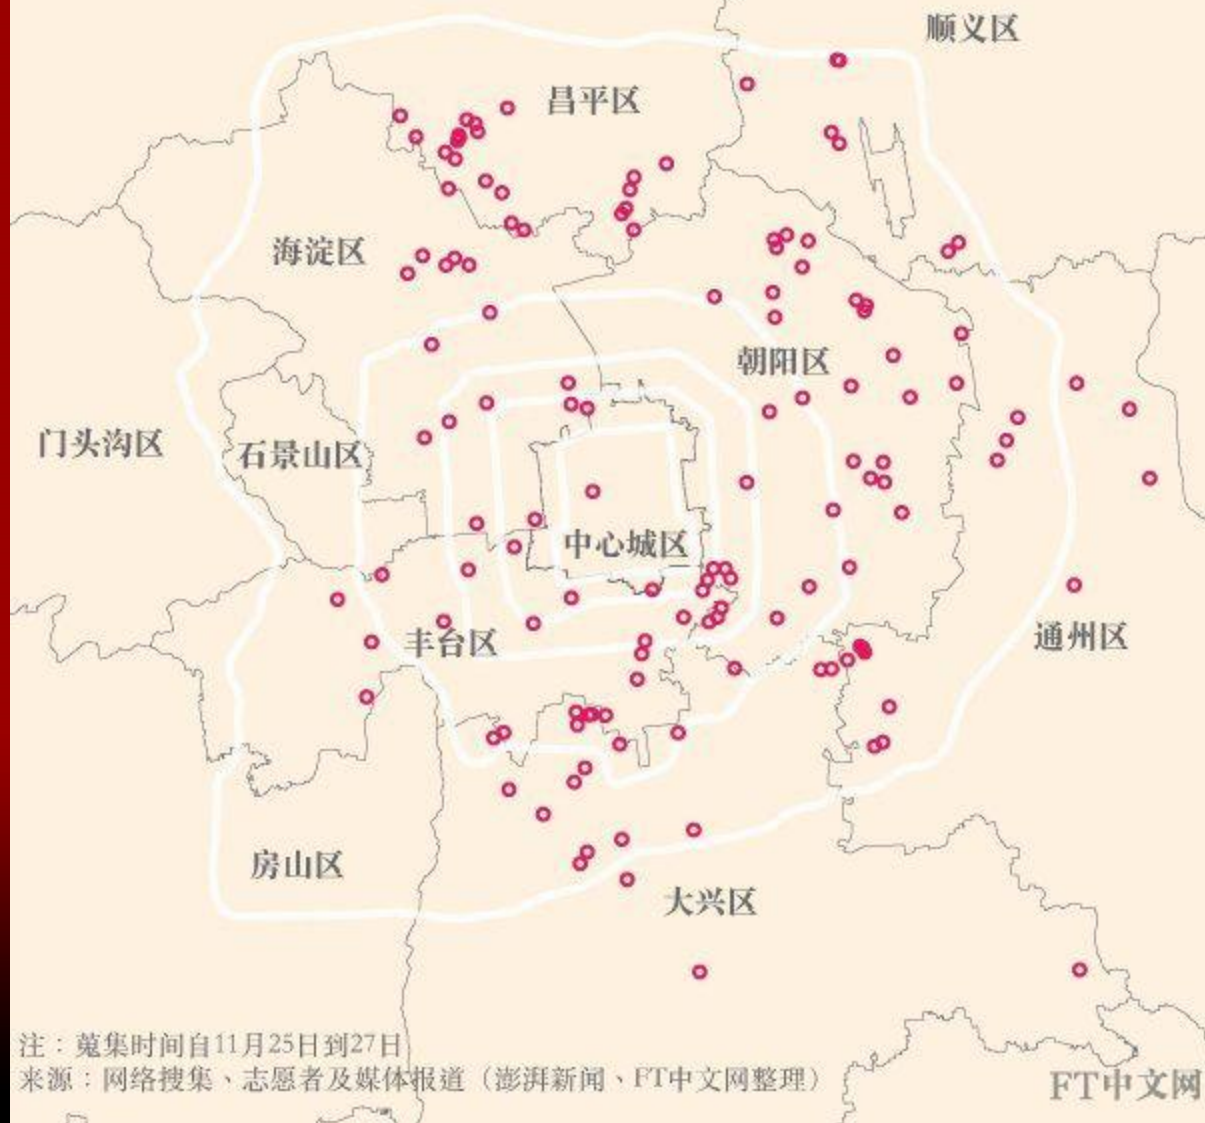 顺义区
昌平区
海淀区
朝阳区
门头沟区
石景山区
中心城区
丰台区
通州区
房山区
大兴区
注：蒐集时间自11月25日到27日
来源：网络搜集、志愿者及媒体报道（澎湃新闻、FT中文网整理）
FT中文网